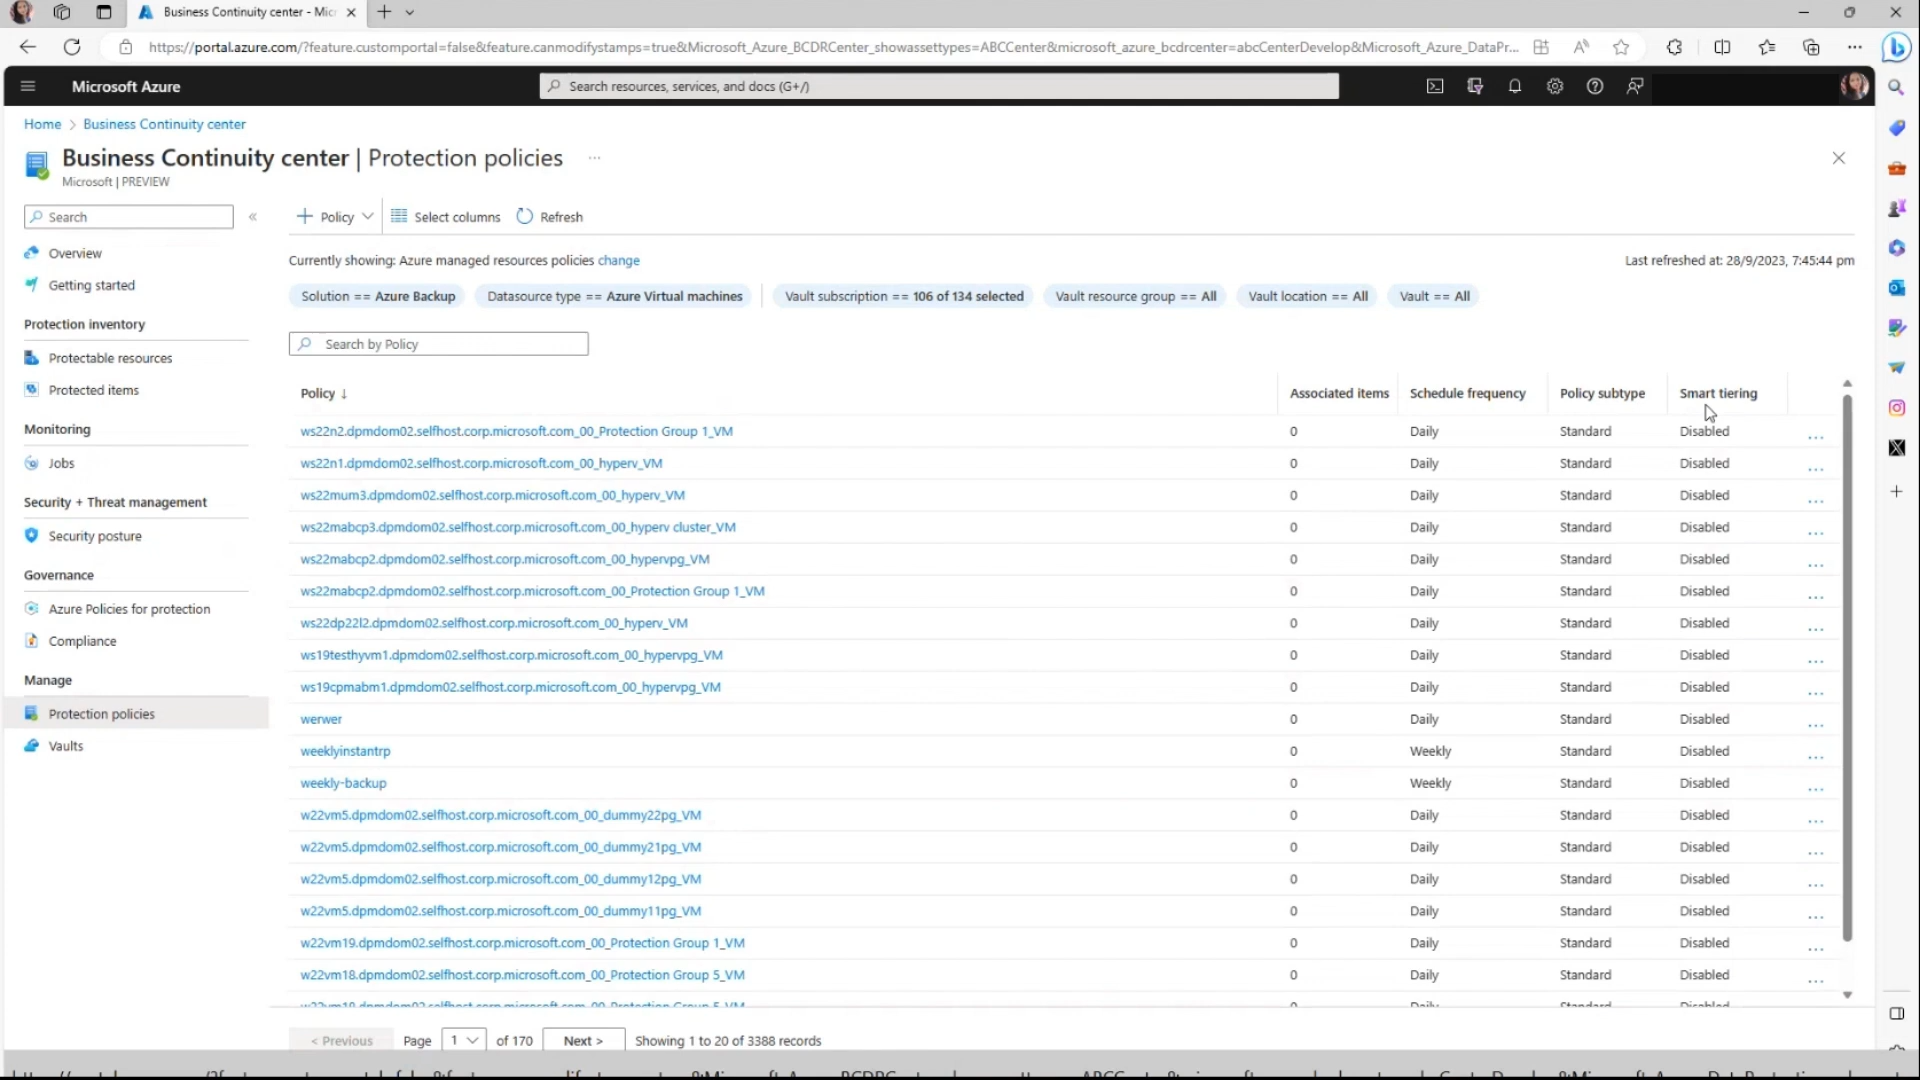 Business Continuity center - Micr
https://portal.azure.com/?feature.customportal=false&feature.canmodifystamps=true&Microsoft_Azure_BCDRCenter_showassettypes=ABCCenter&microsoft_azure_bcdrcenter=abcCenterDevelop&Microsoft_Azure_DataPr...
Microsoft Azure
Search resources, services, and docs (G+/)
Home > Business Continuity center
Business Continuity center | Protection policies ...
Microsoft | PREVIEW
Search
«
+ Policy
Select columns
Refresh
Overview
Getting started
Protection inventory
Protectable resources
Protected items
Monitoring
Jobs
Security + Threat management
Security posture
Governance
Azure Policies for protection
Compliance
Manage
Protection policies
Vaults
Currently showing: Azure managed resources policies change
Last refreshed at: 28/9/2023, 7:45:44 pm
Solution == Azure Backup
Datasource type == Azure Virtual machines
Vault subscription == 106 of 134 selected
Vault resource group == All
Vault location == All
Vault == All
Search by Policy
Policy ↓ Associated items Schedule frequency Policy subtype Smart tiering
ws22n2.dpmdom02.selfhost.corp.microsoft.com_00_Protection Group 1_VM 0 Daily Standard Disabled ...
ws22n1.dpmdom02.selfhost.corp.microsoft.com_00_hyperv_VM 0 Daily Standard Disabled ...
ws22mum3.dpmdom02.selfhost.corp.microsoft.com_00_hyperv_VM 0 Daily Standard Disabled ...
ws22mabcp3.dpmdom02.selfhost.corp.microsoft.com_00_hyperv cluster_VM 0 Daily Standard Disabled ...
ws22mabcp2.dpmdom02.selfhost.corp.microsoft.com_00_hypervpg_VM 0 Daily Standard Disabled ...
ws22mabcp2.dpmdom02.selfhost.corp.microsoft.com_00_Protection Group 1_VM 0 Daily Standard Disabled ...
ws22dp22l2.dpmdom02.selfhost.corp.microsoft.com_00_hyperv_VM 0 Daily Standard Disabled ...
ws19testhyvm1.dpmdom02.selfhost.corp.microsoft.com_00_hypervpg_VM 0 Daily Standard Disabled ...
ws19cpmabm1.dpmdom02.selfhost.corp.microsoft.com_00_hypervpg_VM 0 Daily Standard Disabled ...
werwer 0 Daily Standard Disabled ...
weeklyinstantrp 0 Weekly Standard Disabled ...
weekly-backup 0 Weekly Standard Disabled ...
w22vm5.dpmdom02.selfhost.corp.microsoft.com_00_dummy22pg_VM 0 Daily Standard Disabled ...
w22vm5.dpmdom02.selfhost.corp.microsoft.com_00_dummy21pg_VM 0 Daily Standard Disabled ...
w22vm5.dpmdom02.selfhost.corp.microsoft.com_00_dummy12pg_VM 0 Daily Standard Disabled ...
w22vm5.dpmdom02.selfhost.corp.microsoft.com_00_dummy11pg_VM 0 Daily Standard Disabled ...
w22vm19.dpmdom02.selfhost.corp.microsoft.com_00_Protection Group 1_VM 0 Daily Standard Disabled ...
w22vm18.dpmdom02.selfhost.corp.microsoft.com_00_Protection Group 5_VM 0 Daily Standard Disabled ...
w22vm18.dpmdom02.selfhost.corp.microsoft.com_00_Protection Group 5_VM 0 Daily Standard Disabled
< Previous Page 1 of 170 Next > Showing 1 to 20 of 3388 records